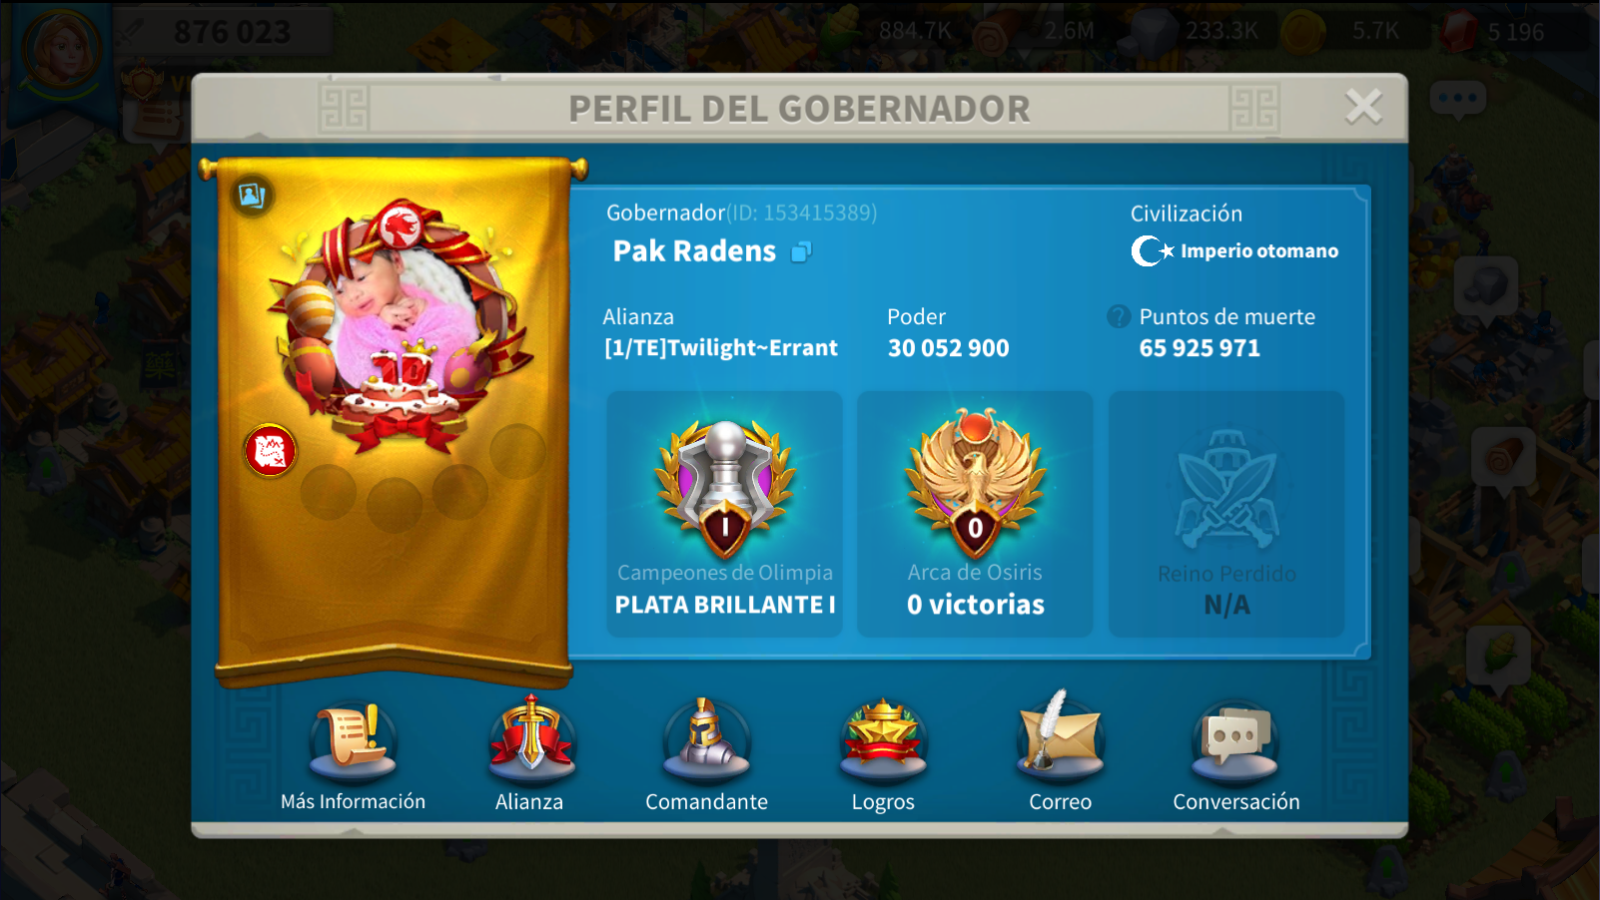 876 023
884.7K
2.6M
233.3K
5.7K
5 196
PERFIL DEL GOBERNADOR
Gobernador(ID: 153415389)
Pak Radens
Civilización
Imperio otomano
Alianza
[1/TE]Twilight~Errant
Poder
30 052 900
Puntos de muerte
65 925 971
10
I
Campeones de Olimpia
PLATA BRILLANTE I
0
Arca de Osiris
0 victorias
Reino Perdido
N/A
Más Información
Alianza
Comandante
Logros
Correo
Conversación